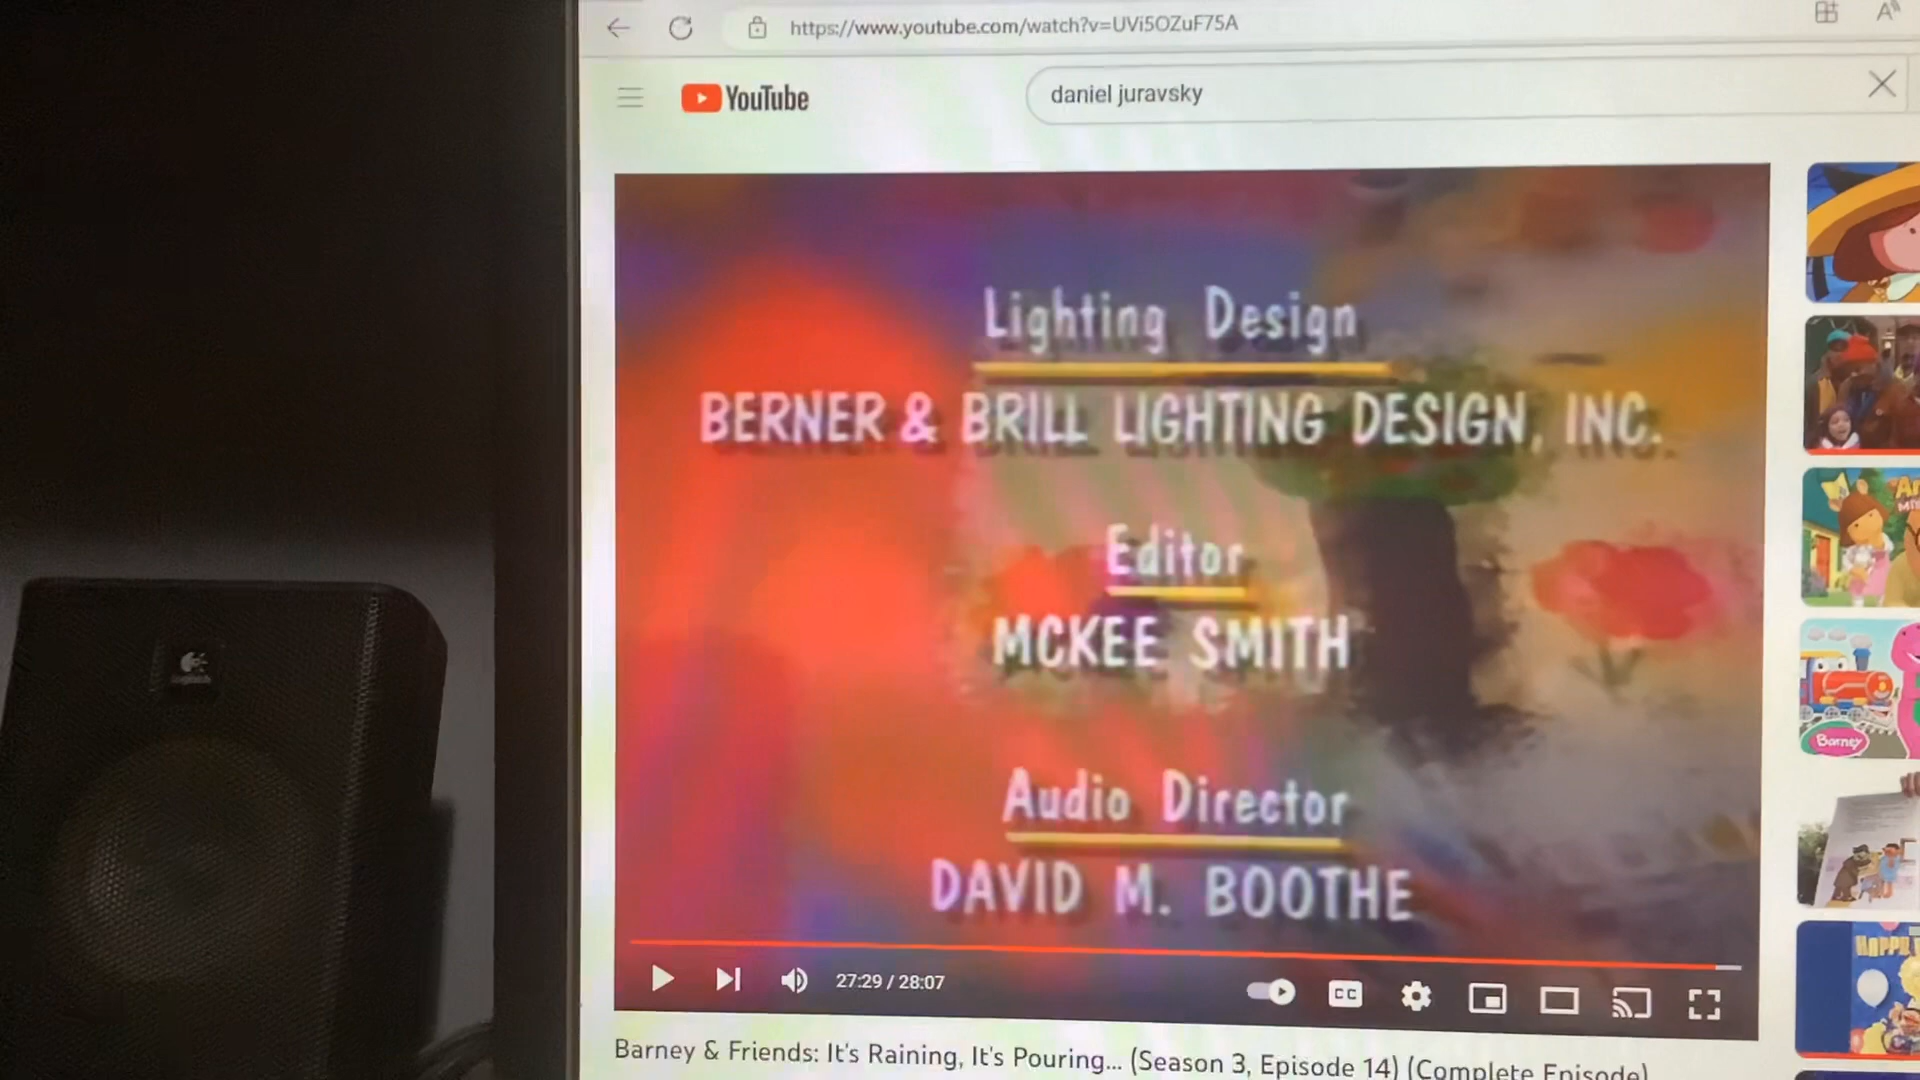 https://www.youtube.com/watch?v=UVi5OZuF75A
YouTube
daniel juravsky
Lighting Design
BERNER & BRILL LIGHTING DESIGN, INC.
Editor
MCKEE SMITH
Audio Director
DAVID M. BOOTHE
27:29 / 28:07
CC
Barney & Friends: It's Raining, It's Pouring... (Season 3, Episode 14) (Complete Episode)
Barney
Logitech